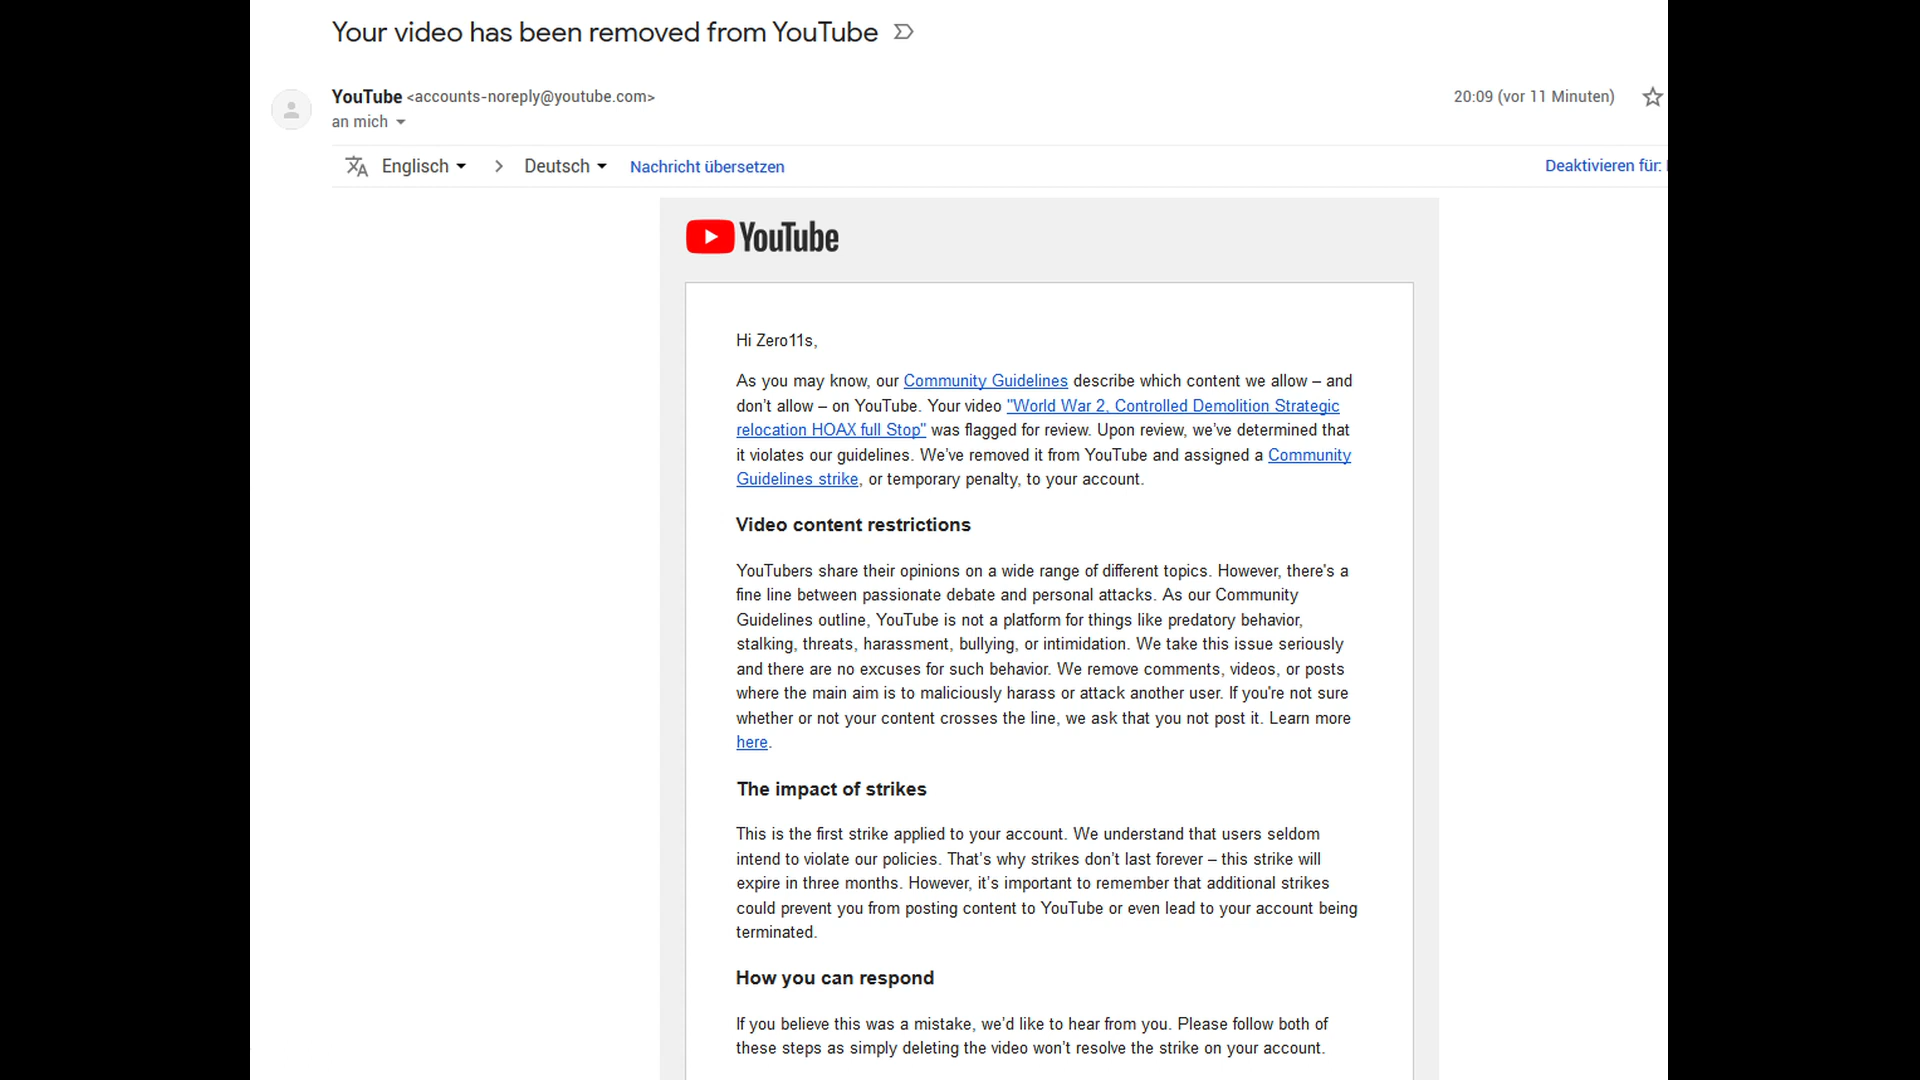 Your video has been removed from YouTube
YouTube <accounts-noreply@youtube.com>
20:09 (vor 11 Minuten)
an mich
Englisch > Deutsch Nachricht übersetzen
Deaktivieren für:
YouTube
Hi Zero11s,
As you may know, our Community Guidelines describe which content we allow – and
don’t allow – on YouTube. Your video "World War 2, Controlled Demolition Strategic
relocation HOAX full Stop" was flagged for review. Upon review, we’ve determined that
it violates our guidelines. We’ve removed it from YouTube and assigned a Community
Guidelines strike, or temporary penalty, to your account.
Video content restrictions
YouTubers share their opinions on a wide range of different topics. However, there's a
fine line between passionate debate and personal attacks. As our Community
Guidelines outline, YouTube is not a platform for things like predatory behavior,
stalking, threats, harassment, bullying, or intimidation. We take this issue seriously
and there are no excuses for such behavior. We remove comments, videos, or posts
where the main aim is to maliciously harass or attack another user. If you're not sure
whether or not your content crosses the line, we ask that you not post it. Learn more
here.
The impact of strikes
This is the first strike applied to your account. We understand that users seldom
intend to violate our policies. That’s why strikes don’t last forever – this strike will
expire in three months. However, it’s important to remember that additional strikes
could prevent you from posting content to YouTube or even lead to your account being
terminated.
How you can respond
If you believe this was a mistake, we’d like to hear from you. Please follow both of
these steps as simply deleting the video won’t resolve the strike on your account.